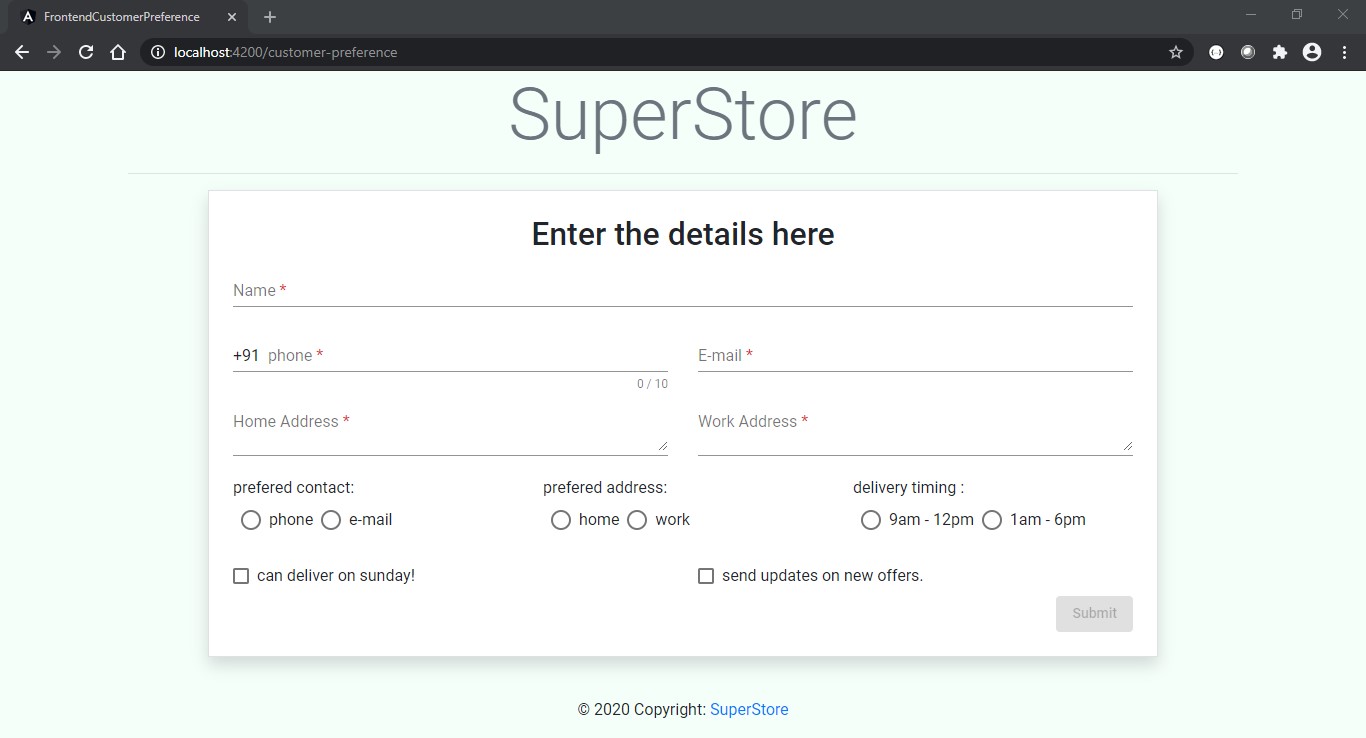 FrontendCustomerPreference
localhost:4200/customer-preference
SuperStore
Enter the details here
Name *
+91 phone * E-mail *
0 / 10
Home Address * Work Address *
prefered contact: prefered address: delivery timing :
phone e-mail home work 9am - 12pm 1am - 6pm
can deliver on sunday! send updates on new offers.
Submit
© 2020 Copyright: SuperStore